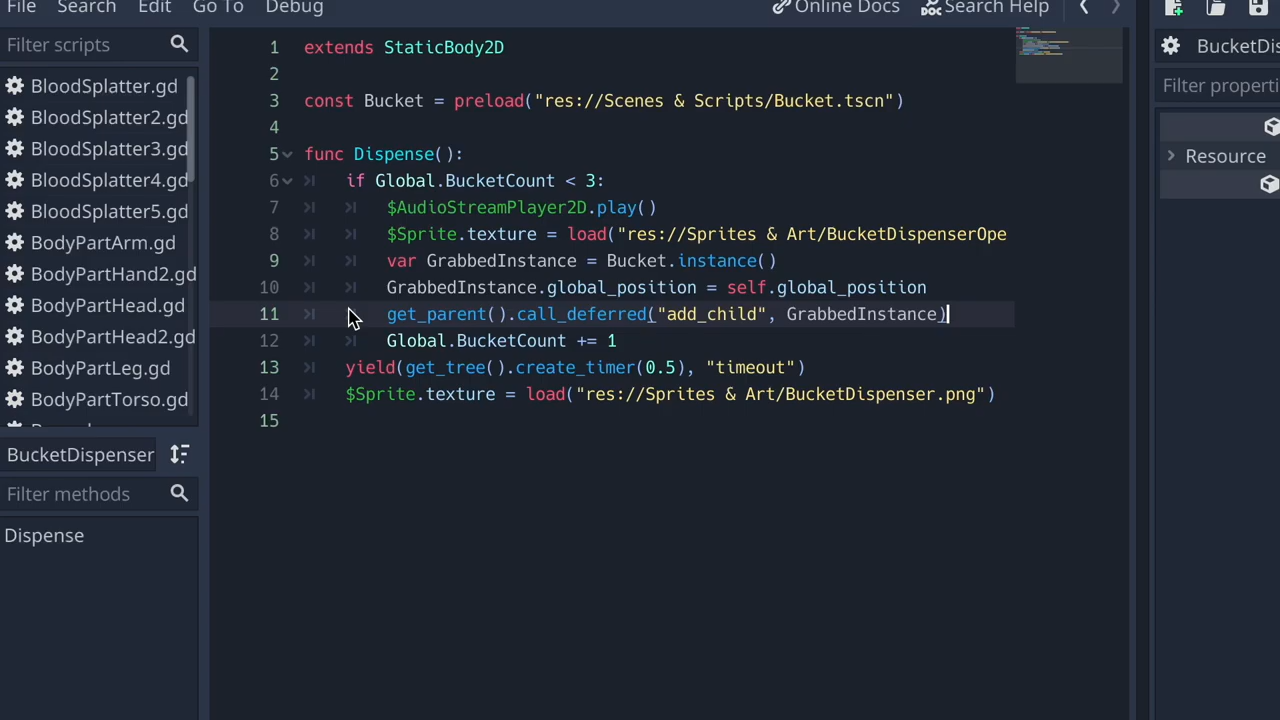 File Search Edit Go To Debug Online Docs Search Help
Filter scripts
BloodSplatter.gd
BloodSplatter2.gd
BloodSplatter3.gd
BloodSplatter4.gd
BloodSplatter5.gd
BodyPartArm.gd
BodyPartHand2.gd
BodyPartHead.gd
BodyPartHead2.gd
BodyPartLeg.gd
BodyPartTorso.gd
BucketDispenser
Filter methods
Dispense
1 extends StaticBody2D
2
3 const Bucket = preload("res://Scenes & Scripts/Bucket.tscn")
4
5 func Dispense():
6 if Global.BucketCount < 3:
7 $AudioStreamPlayer2D.play()
8 $Sprite.texture = load("res://Sprites & Art/BucketDispenserOpe
9 var GrabbedInstance = Bucket.instance()
10 GrabbedInstance.global_position = self.global_position
11 get_parent().call_deferred("add_child", GrabbedInstance)
12 Global.BucketCount += 1
13 yield(get_tree().create_timer(0.5), "timeout")
14 $Sprite.texture = load("res://Sprites & Art/BucketDispenser.png")
15
BucketDis
Filter properti
Resource